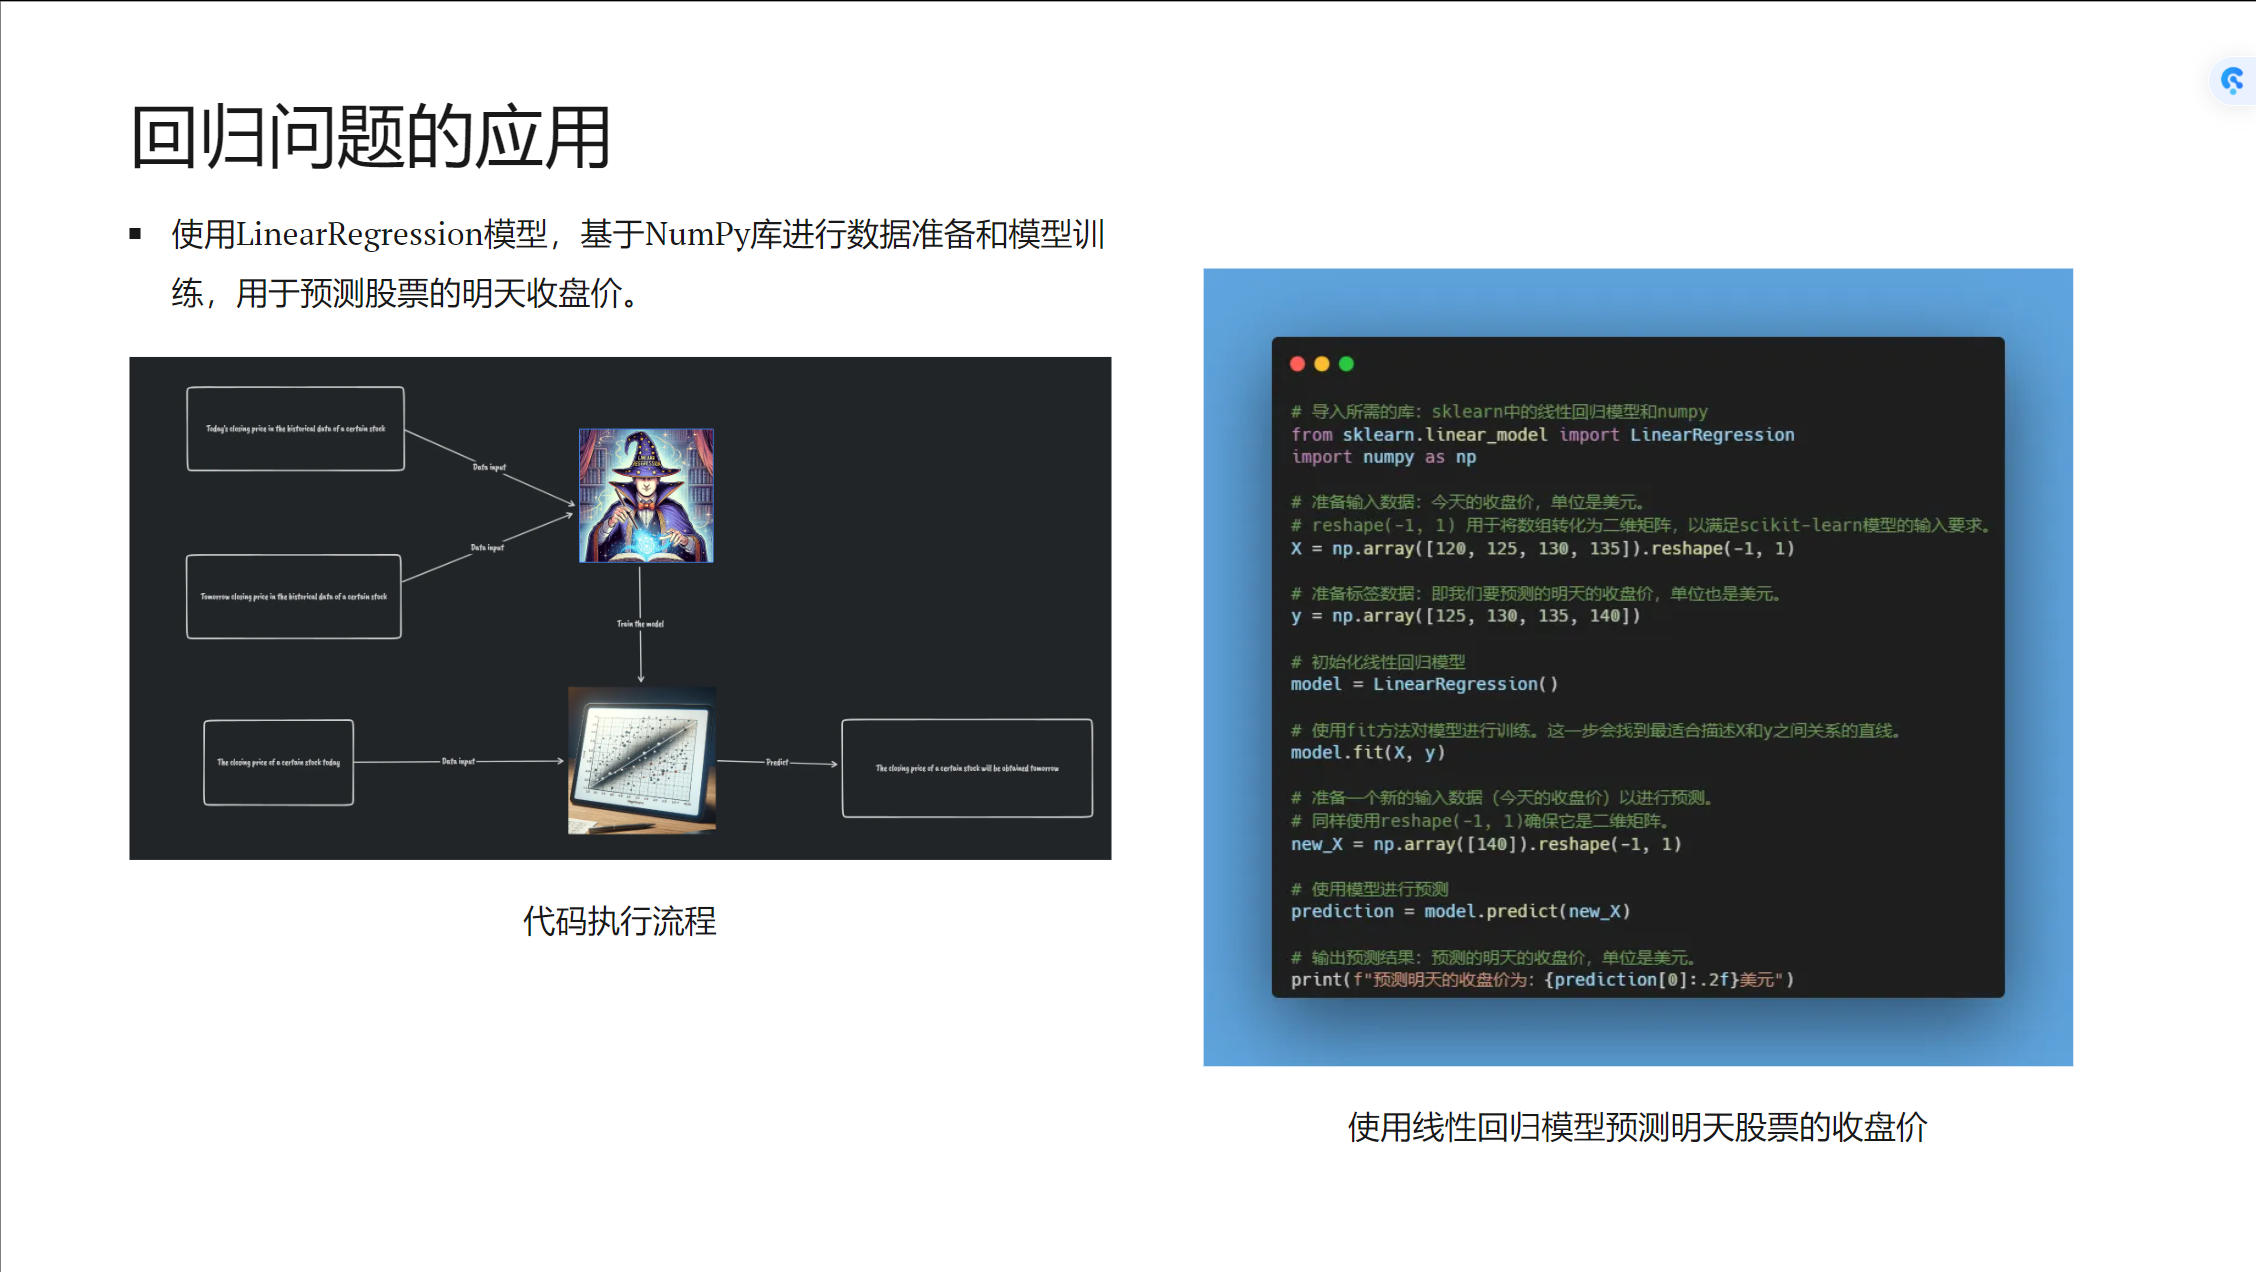 回归问题的应用
▪ 使用LinearRegression模型，基于NumPy库进行数据准备和模型训
练，用于预测股票的明天收盘价。
Today's closing price in the historical data of a certain stock
Data input
LINEAR
REGRESSION
Data input
Tomorrow closing price in the historical data of a certain stock
Train the model
The closing price of a certain stock today
Data input
Predict
The closing price of a certain stock will be obtained tomorrow
代码执行流程
# 导入所需的库：sklearn中的线性回归模型和numpy
from sklearn.linear_model import LinearRegression
import numpy as np
# 准备输入数据：今天的收盘价，单位是美元。
# reshape(-1, 1) 用于将数组转化为二维矩阵，以满足scikit-learn模型的输入要求。
X = np.array([120, 125, 130, 135]).reshape(-1, 1)
# 准备标签数据：即我们要预测的明天的收盘价，单位也是美元。
y = np.array([125, 130, 135, 140])
# 初始化线性回归模型
model = LinearRegression()
# 使用fit方法对模型进行训练。这一步会找到最适合描述X和y之间关系的直线。
model.fit(X, y)
# 准备一个新的输入数据（今天的收盘价）以进行预测。
# 同样使用reshape(-1, 1)确保它是二维矩阵。
new_X = np.array([140]).reshape(-1, 1)
# 使用模型进行预测
prediction = model.predict(new_X)
# 输出预测结果：预测的明天的收盘价，单位是美元。
print(f"预测明天的收盘价为：{prediction[0]:.2f}美元")
使用线性回归模型预测明天股票的收盘价